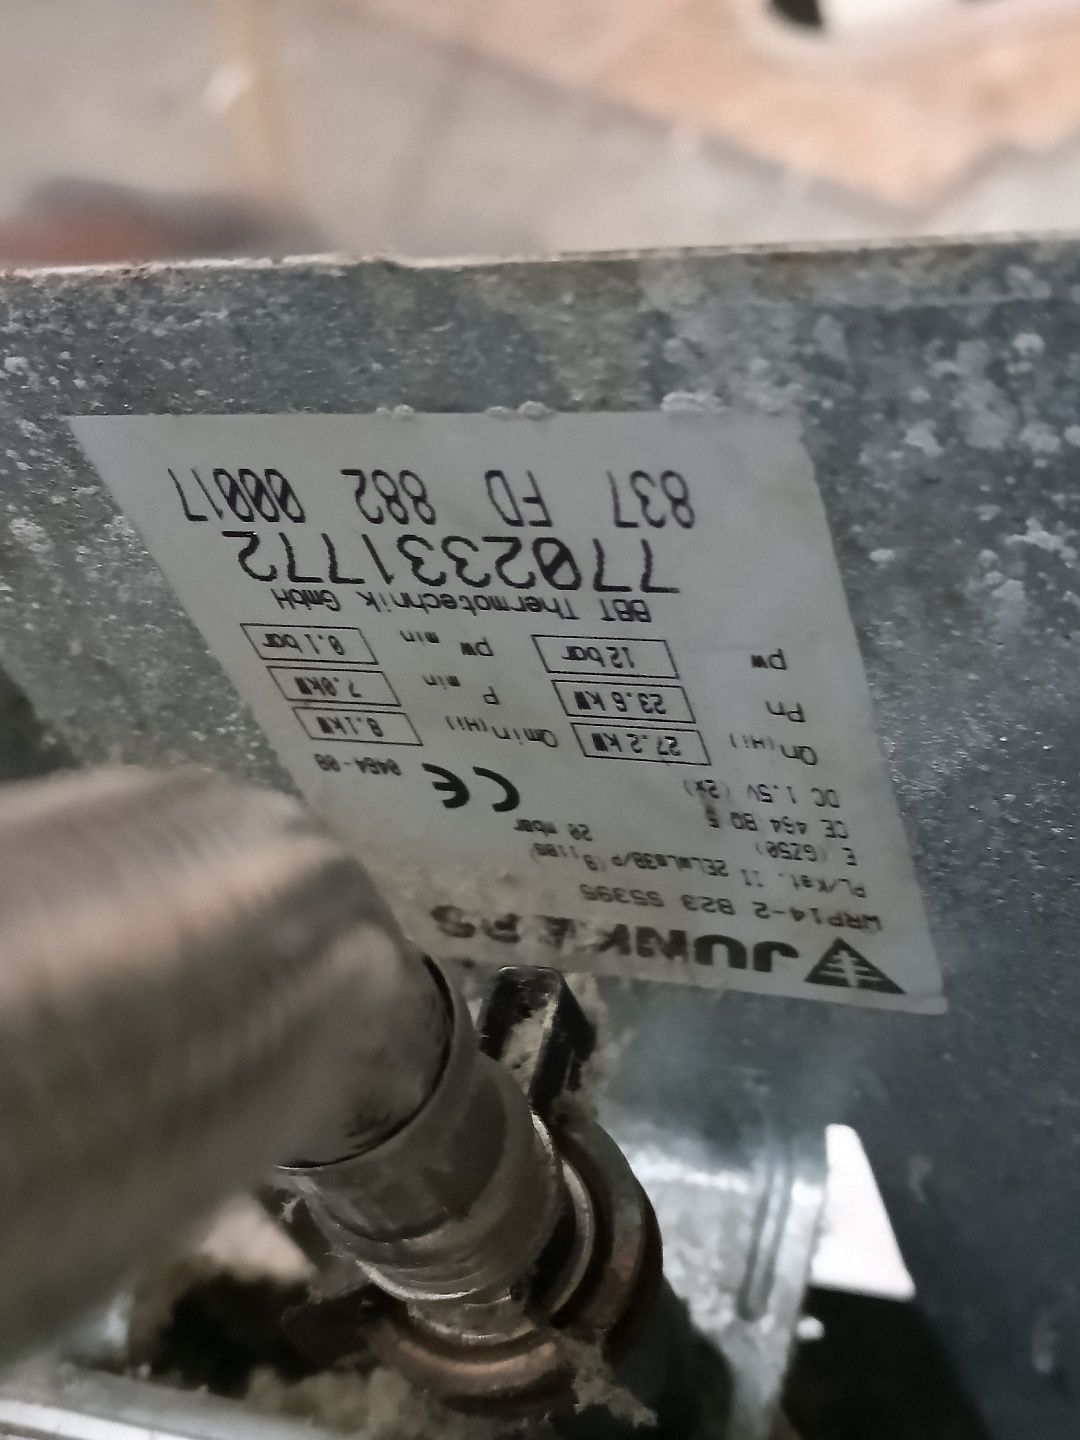 JUNKERS
WRP14-2 B23 S5395
PL/Kat. II 2ELwLs3B/P
E (G250) 20 mbar
CE 454 BQ
DC 1.5V (2x) CE 0464-08
Qn(Hi) 27.2 kW Qmin(Hi) 8.1kW
Pn 23.6 kW P min 7.0kW
pw 12 bar pw min 0.1 bar
BBT Thermotechnik GmbH
7702331772
837 FD 882 00017